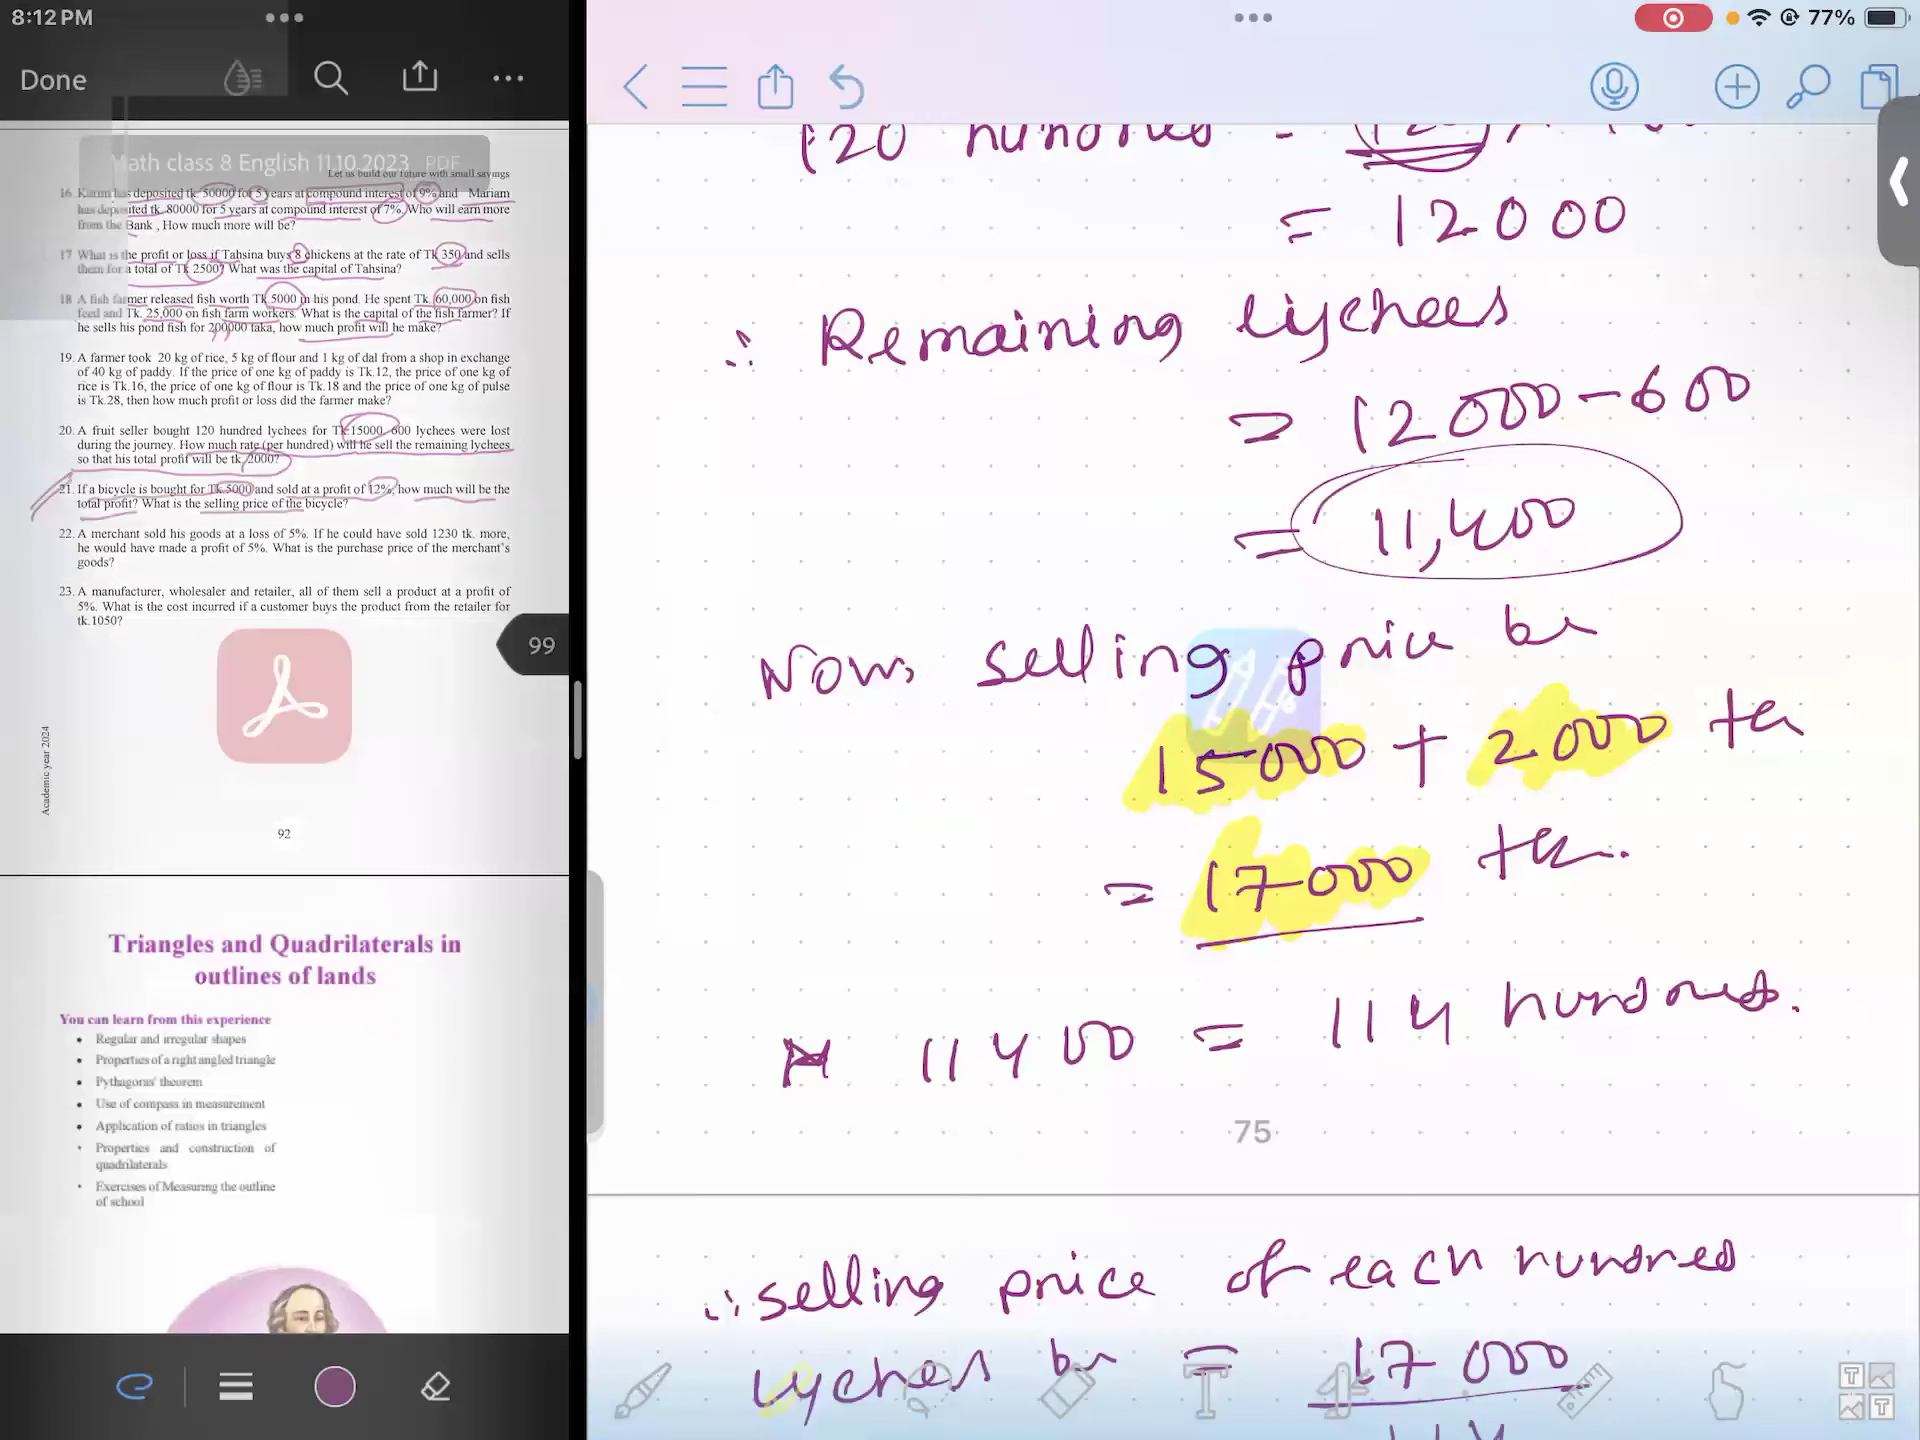 8:12 PM
77%
Done
Math class 8 English 11.10.2023 PDF
Let us build our future with small savings
16. Karim has deposited tk. 50000 for 5 years at compound interest of 9% and Mariam
has deposited tk. 80000 for 5 years at compound interest of 7%. Who will earn more
from the Bank , How much more will be?
17 What is the profit or loss if Tahsina buys 8 chickens at the rate of Tk 350 and sells
them for a total of Tk 2500? What was the capital of Tahsina?
18 A fish farmer released fish worth Tk.5000 in his pond. He spent Tk. 60,000 on fish
feed and Tk. 25,000 on fish farm workers. What is the capital of the fish farmer? If
he sells his pond fish for 200000 taka, how much profit will he make?
19. A farmer took 20 kg of rice, 5 kg of flour and 1 kg of dal from a shop in exchange
of 40 kg of paddy. If the price of one kg of paddy is Tk.12, the price of one kg of
rice is Tk.16, the price of one kg of flour is Tk.18 and the price of one kg of pulse
is Tk.28, then how much profit or loss did the farmer make?
20. A fruit seller bought 120 hundred lychees for Tk.15000. 600 lychees were lost
during the journey. How much rate (per hundred) will he sell the remaining lychees
so that his total profit will be tk. 2000?
21. If a bicycle is bought for Tk.5000 and sold at a profit of 12%, how much will be the
total profit? What is the selling price of the bicycle?
22. A merchant sold his goods at a loss of 5%. If he could have sold 1230 tk. more,
he would have made a profit of 5%. What is the purchase price of the merchant's
goods?
23. A manufacturer, wholesaler and retailer, all of them sell a product at a profit of
5%. What is the cost incurred if a customer buys the product from the retailer for
tk.1050?
99
Academic year 2024
92
Triangles and Quadrilaterals in
outlines of lands
You can learn from this experience
• Regular and irregular shapes
• Properties of a right angled triangle
• Pythagoras' theorem
• Use of compass in measurement
• Application of ratios in triangles
• Properties and construction of
quadrilaterals
• Exercises of Measuring the outline
of school
120 hundred =
= 12000
∴ Remaining lychees
= 12000 - 600
= 11,400
Now, selling price be
15000 + 2000 tk
= 17000 tk.
11400 = 114 hundred.
75
∴ selling price of each hundred
lyches be = 17 000